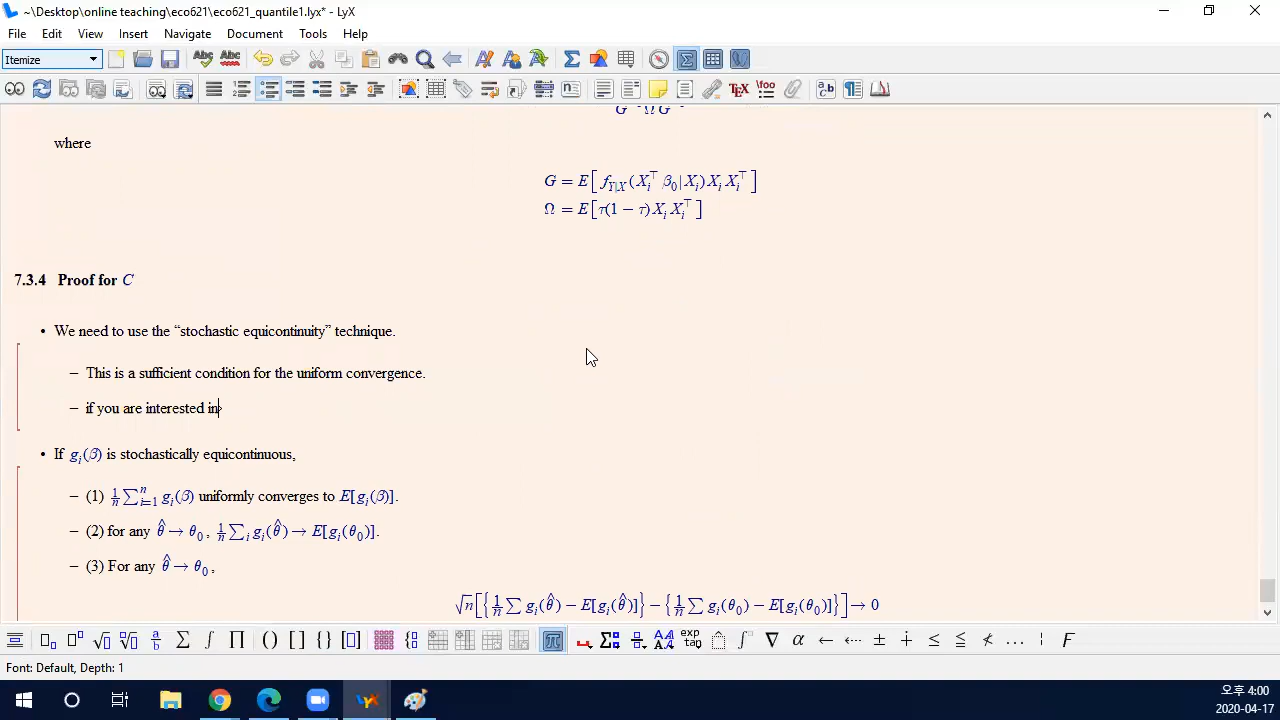 ~\Desktop\online teaching\eco621\eco621_quantile1.lyx* - LyX
File Edit View Insert Navigate Document Tools Help
Itemize
where
G = E[ f_{Y|X}(X_i^⊤ β_0|X_i) X_i X_i^⊤ ]
Ω = E[ τ(1 − τ) X_i X_i^⊤ ]
7.3.4 Proof for C
• We need to use the “stochastic equicontinuity” technique.
– This is a sufficient condition for the uniform convergence.
– if you are interested in
• If g_i(β) is stochastically equicontinuous,
– (1) 1/n ∑_{i=1}^n g_i(β) uniformly converges to E[g_i(β)].
– (2) for any θ̂ → θ_0, 1/n ∑_i g_i(θ̂) → E[g_i(θ_0)].
– (3) For any θ̂ → θ_0,
√n[{1/n ∑ g_i(θ̂) − E[g_i(θ̂)]} − {1/n ∑ g_i(θ_0) − E[g_i(θ_0)]}] → 0
Font: Default, Depth: 1
오후 4:00
2020-04-17